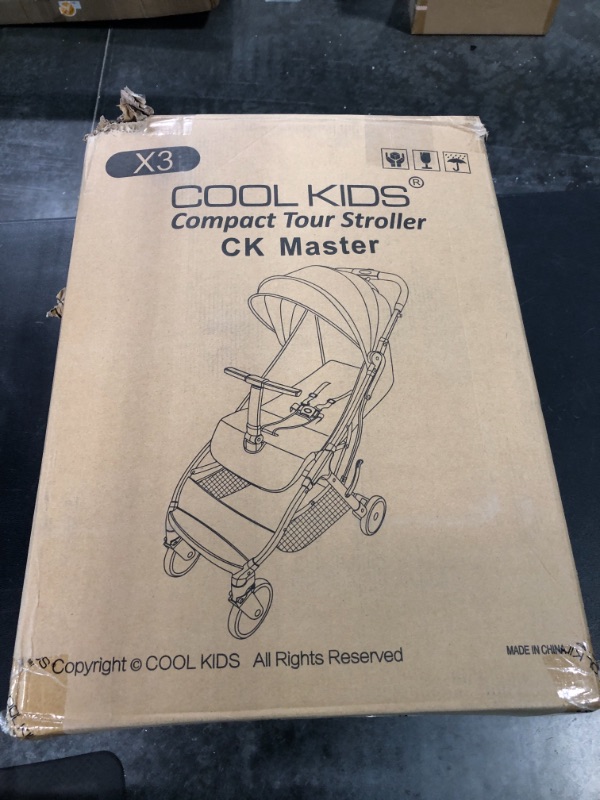 X3
COOL KIDS®
Compact Tour Stroller
CK Master
Copyright © COOL KIDS All Rights Reserved
MADE IN CHINA